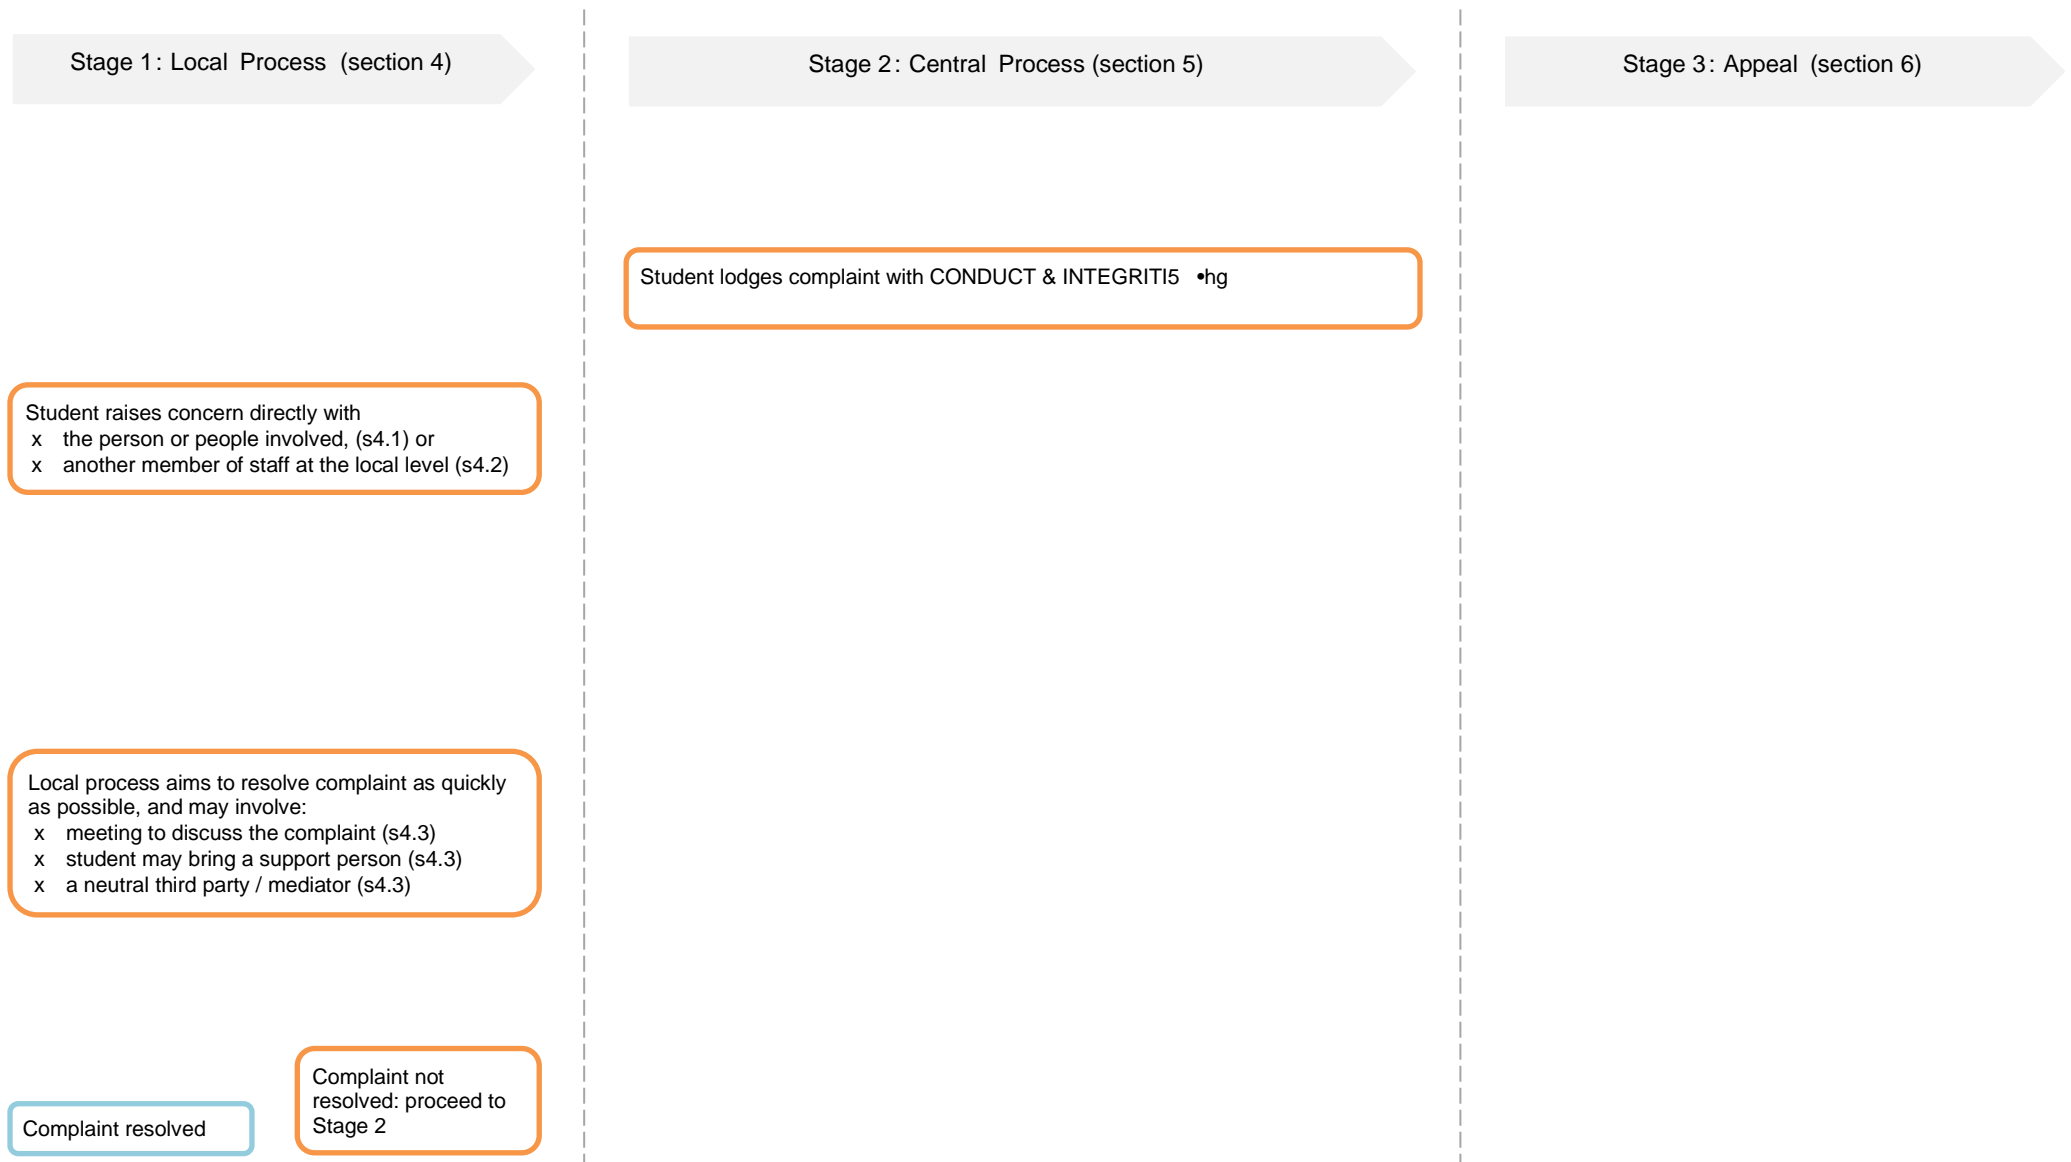 Stage 1: Local Process (section 4)
Stage 2: Central Process (section 5)
Stage 3: Appeal (section 6)
Student lodges complaint with CONDUCT & INTEGRITI5 •hg
Student raises concern directly with
x the person or people involved, (s4.1) or
x another member of staff at the local level (s4.2)
Local process aims to resolve complaint as quickly
as possible, and may involve:
x meeting to discuss the complaint (s4.3)
x student may bring a support person (s4.3)
x a neutral third party / mediator (s4.3)
Complaint resolved
Complaint not
resolved: proceed to
Stage 2